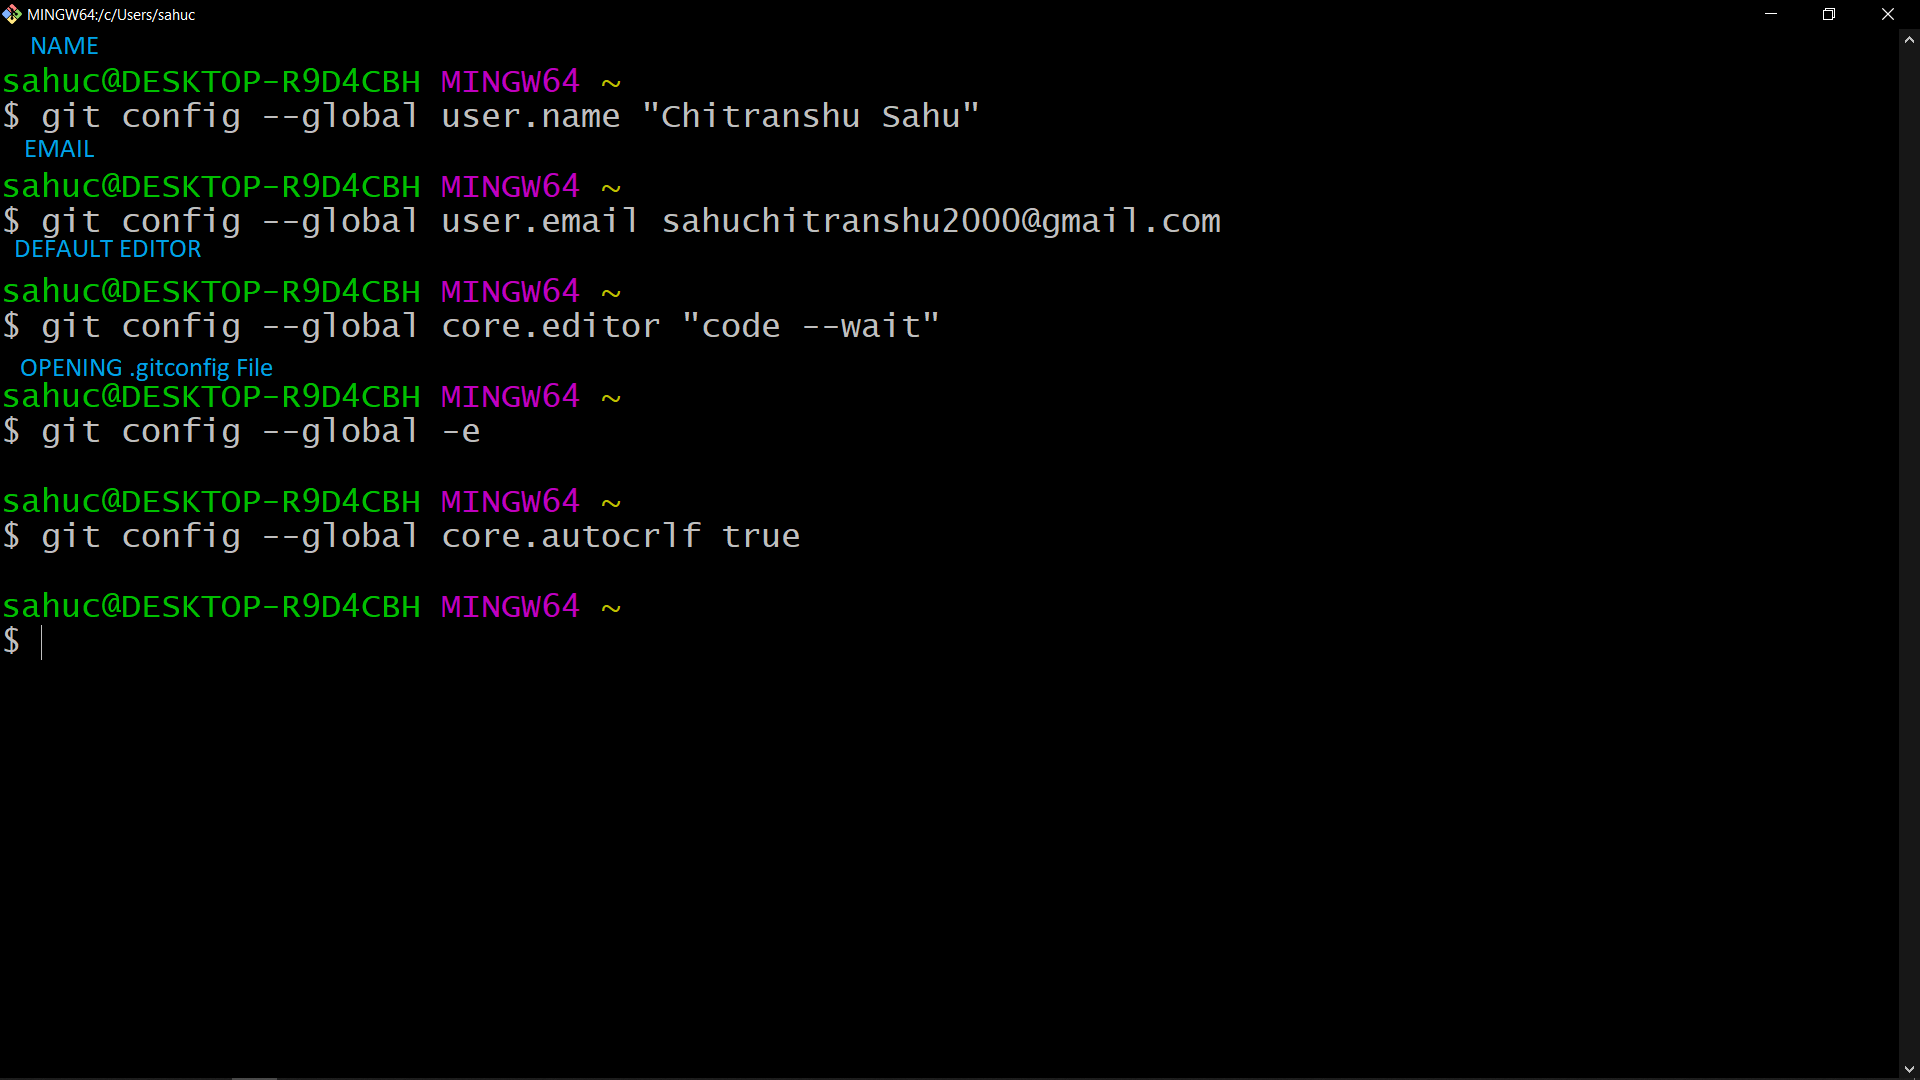 MINGW64:/c/Users/sahuc
NAME
sahuc@DESKTOP-R9D4CBH MINGW64 ~
$ git config --global user.name "Chitranshu Sahu"
EMAIL
sahuc@DESKTOP-R9D4CBH MINGW64 ~
$ git config --global user.email sahuchitranshu2000@gmail.com
DEFAULT EDITOR
sahuc@DESKTOP-R9D4CBH MINGW64 ~
$ git config --global core.editor "code --wait"
OPENING .gitconfig File
sahuc@DESKTOP-R9D4CBH MINGW64 ~
$ git config --global -e
sahuc@DESKTOP-R9D4CBH MINGW64 ~
$ git config --global core.autocrlf true
sahuc@DESKTOP-R9D4CBH MINGW64 ~
$